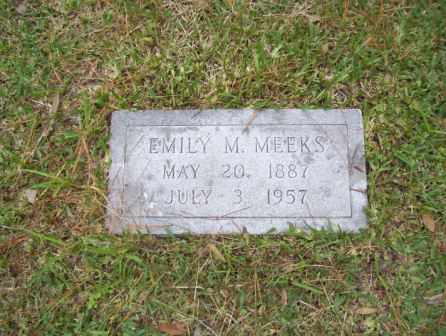 EMILY M. MEEKS
MAY 20. 1887
JULY 3. 1957